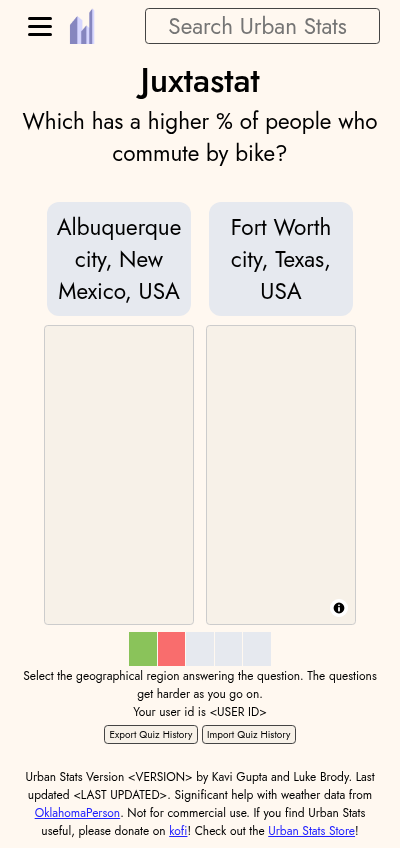 Search Urban Stats
Juxtastat
Which has a higher % of people who
commute by bike?
Albuquerque
city, New
Mexico, USA
Fort Worth
city, Texas,
USA
Select the geographical region answering the question. The questions
get harder as you go on.
Your user id is <USER ID>
Export Quiz History
Import Quiz History
Urban Stats Version <VERSION> by Kavi Gupta and Luke Brody. Last
updated <LAST UPDATED>. Significant help with weather data from
OklahomaPerson. Not for commercial use. If you find Urban Stats
useful, please donate on kofi! Check out the Urban Stats Store!